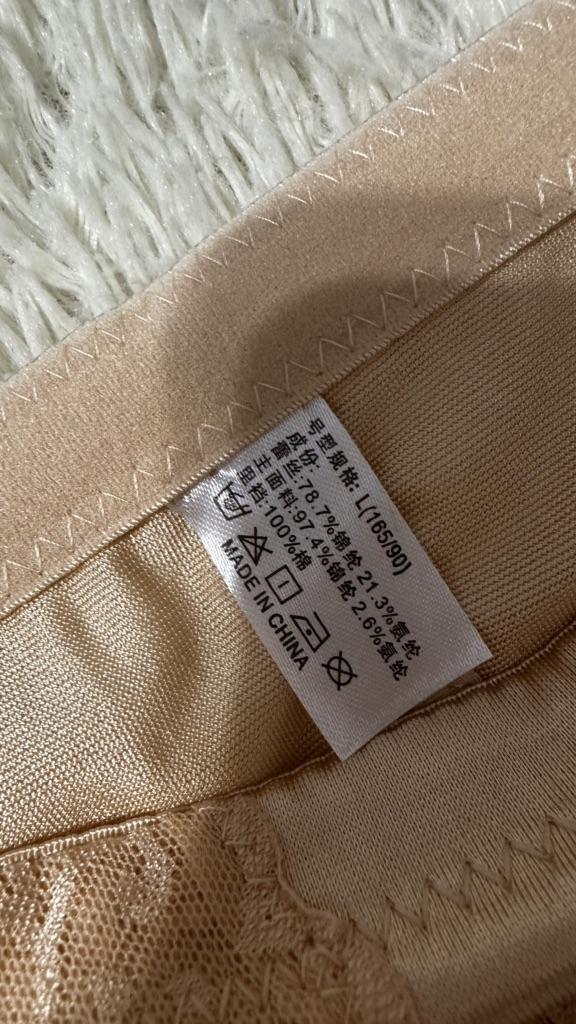 号型规格: L(165/90)
成份:
蕾丝:78.7%锦纶 21.3%氨纶
主面料:97.4%锦纶 2.6%氨纶
里档:100%棉
MADE IN CHINA